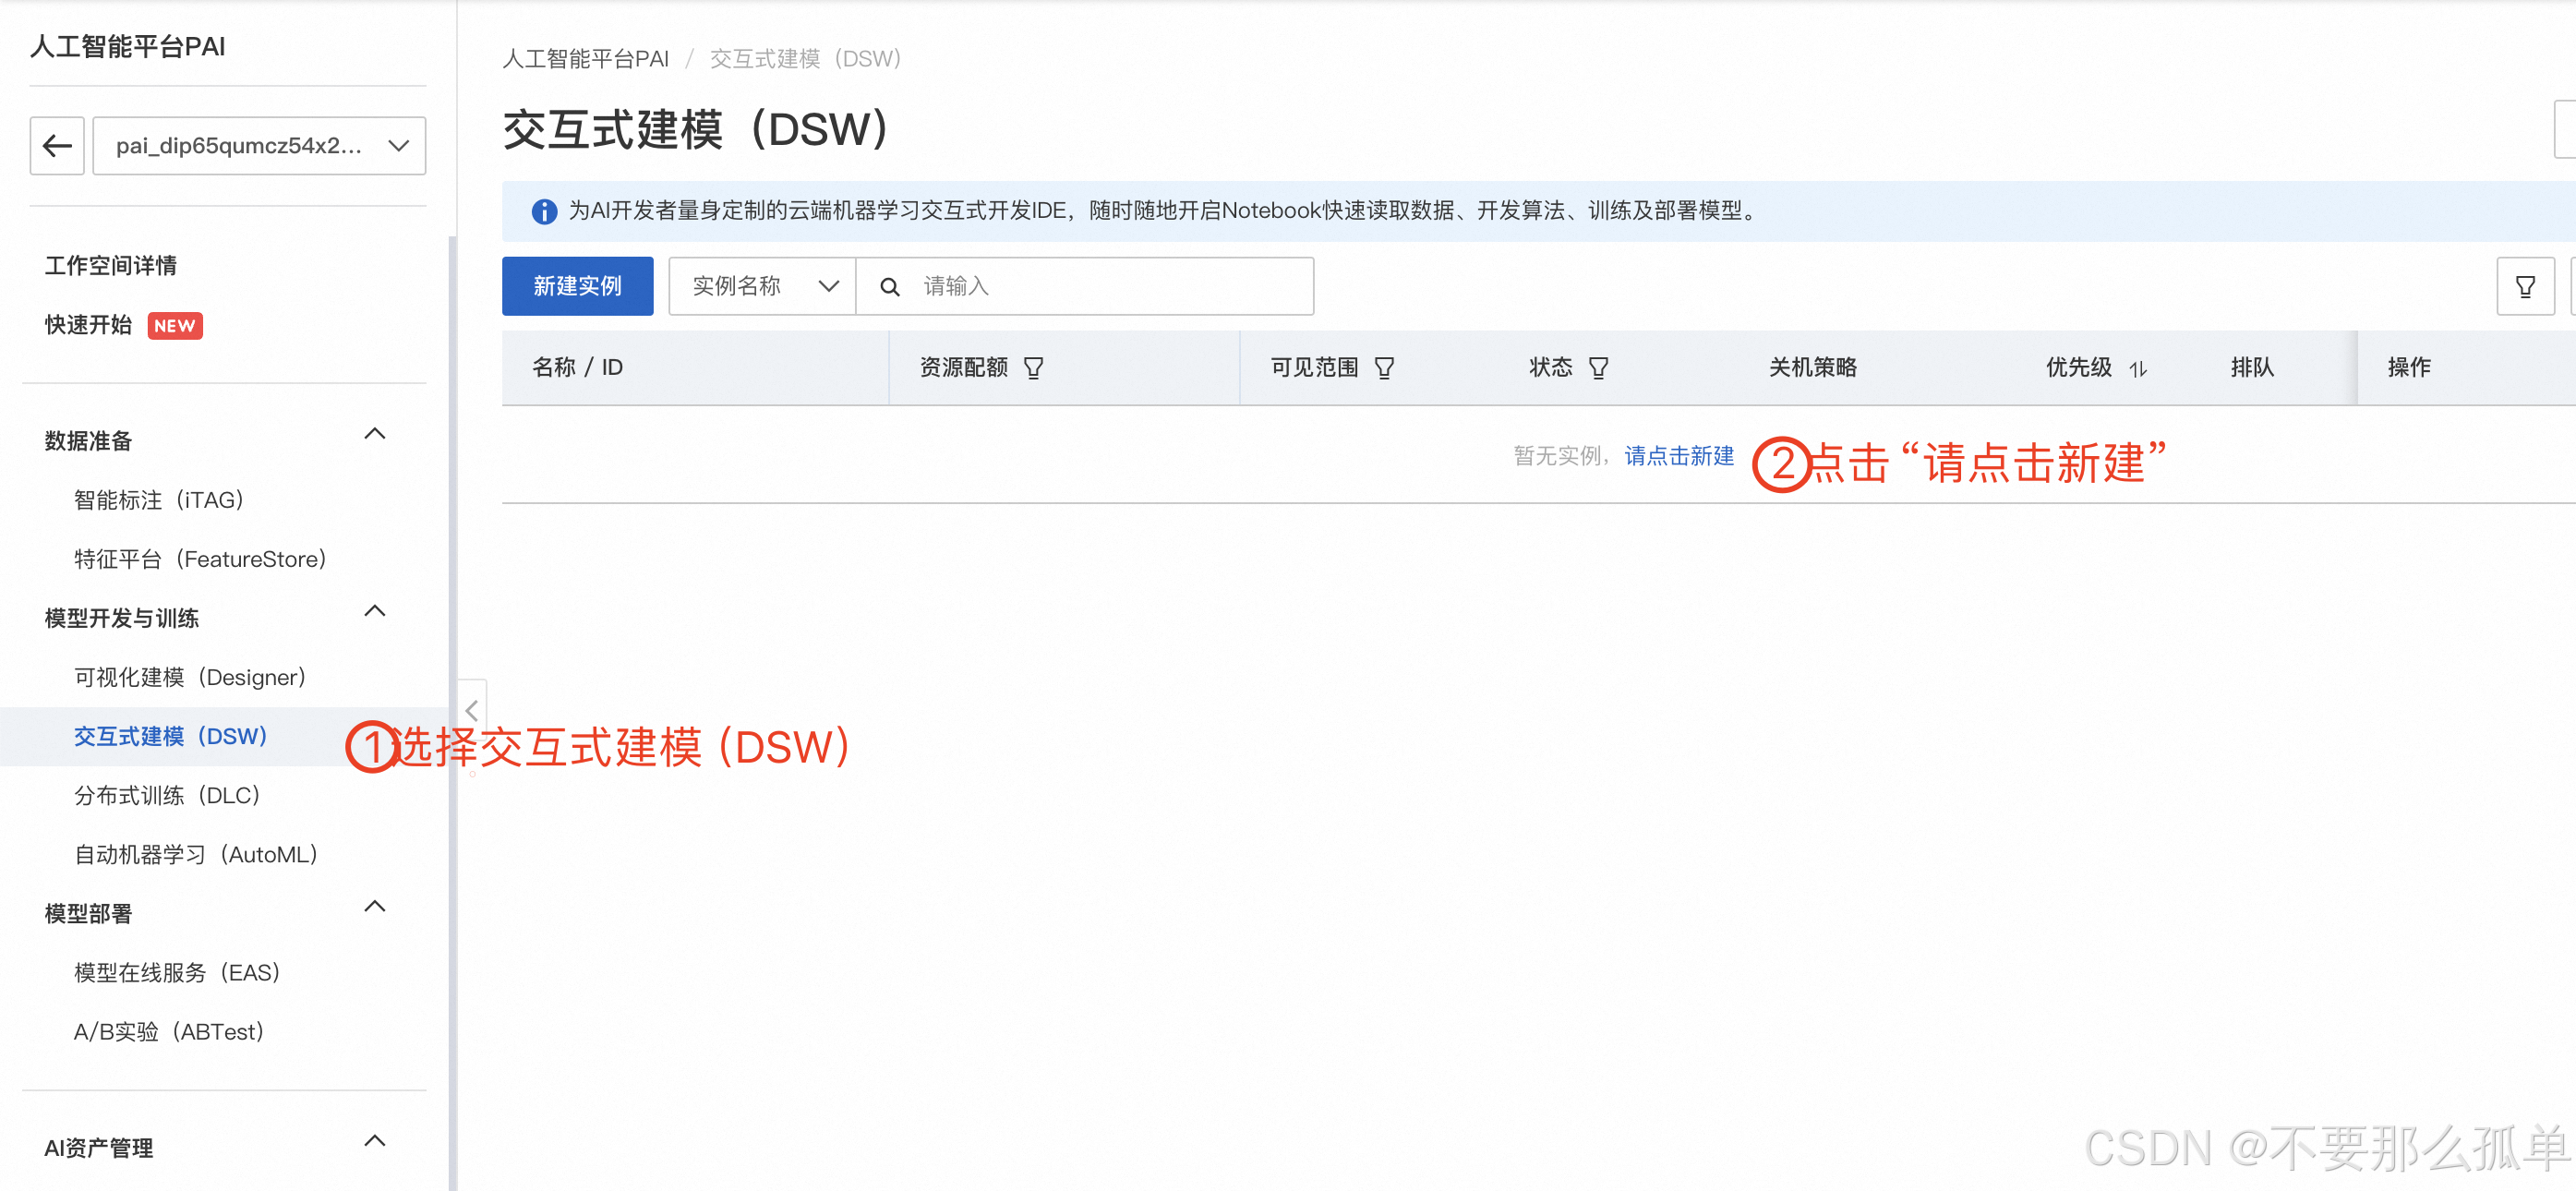 人工智能平台PAI
pai_dip65qumcz54x2...
工作空间详情
快速开始 NEW
数据准备
智能标注（iTAG）
特征平台（FeatureStore）
模型开发与训练
可视化建模（Designer）
交互式建模（DSW）
①选择交互式建模（DSW）
分布式训练（DLC）
自动机器学习（AutoML）
模型部署
模型在线服务（EAS）
A/B实验（ABTest）
AI资产管理
人工智能平台PAI / 交互式建模（DSW）
交互式建模（DSW）
为AI开发者量身定制的云端机器学习交互式开发IDE，随时随地开启Notebook快速读取数据、开发算法、训练及部署模型。
新建实例 实例名称 请输入
名称 / ID 资源配额 可见范围 状态 关机策略 优先级 排队 操作
暂无实例，请点击新建 ②点击“请点击新建”
CSDN @不要那么孤单